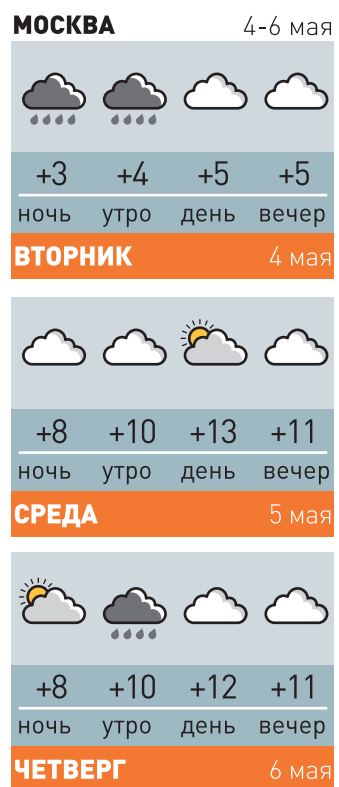 МОСКВА 4-6 мая
+3 +4 +5 +5
ночь утро день вечер
ВТОРНИК 4 мая
+8 +10 +13 +11
ночь утро день вечер
СРЕДА 5 мая
+8 +10 +12 +11
ночь утро день вечер
ЧЕТВЕРГ 6 мая